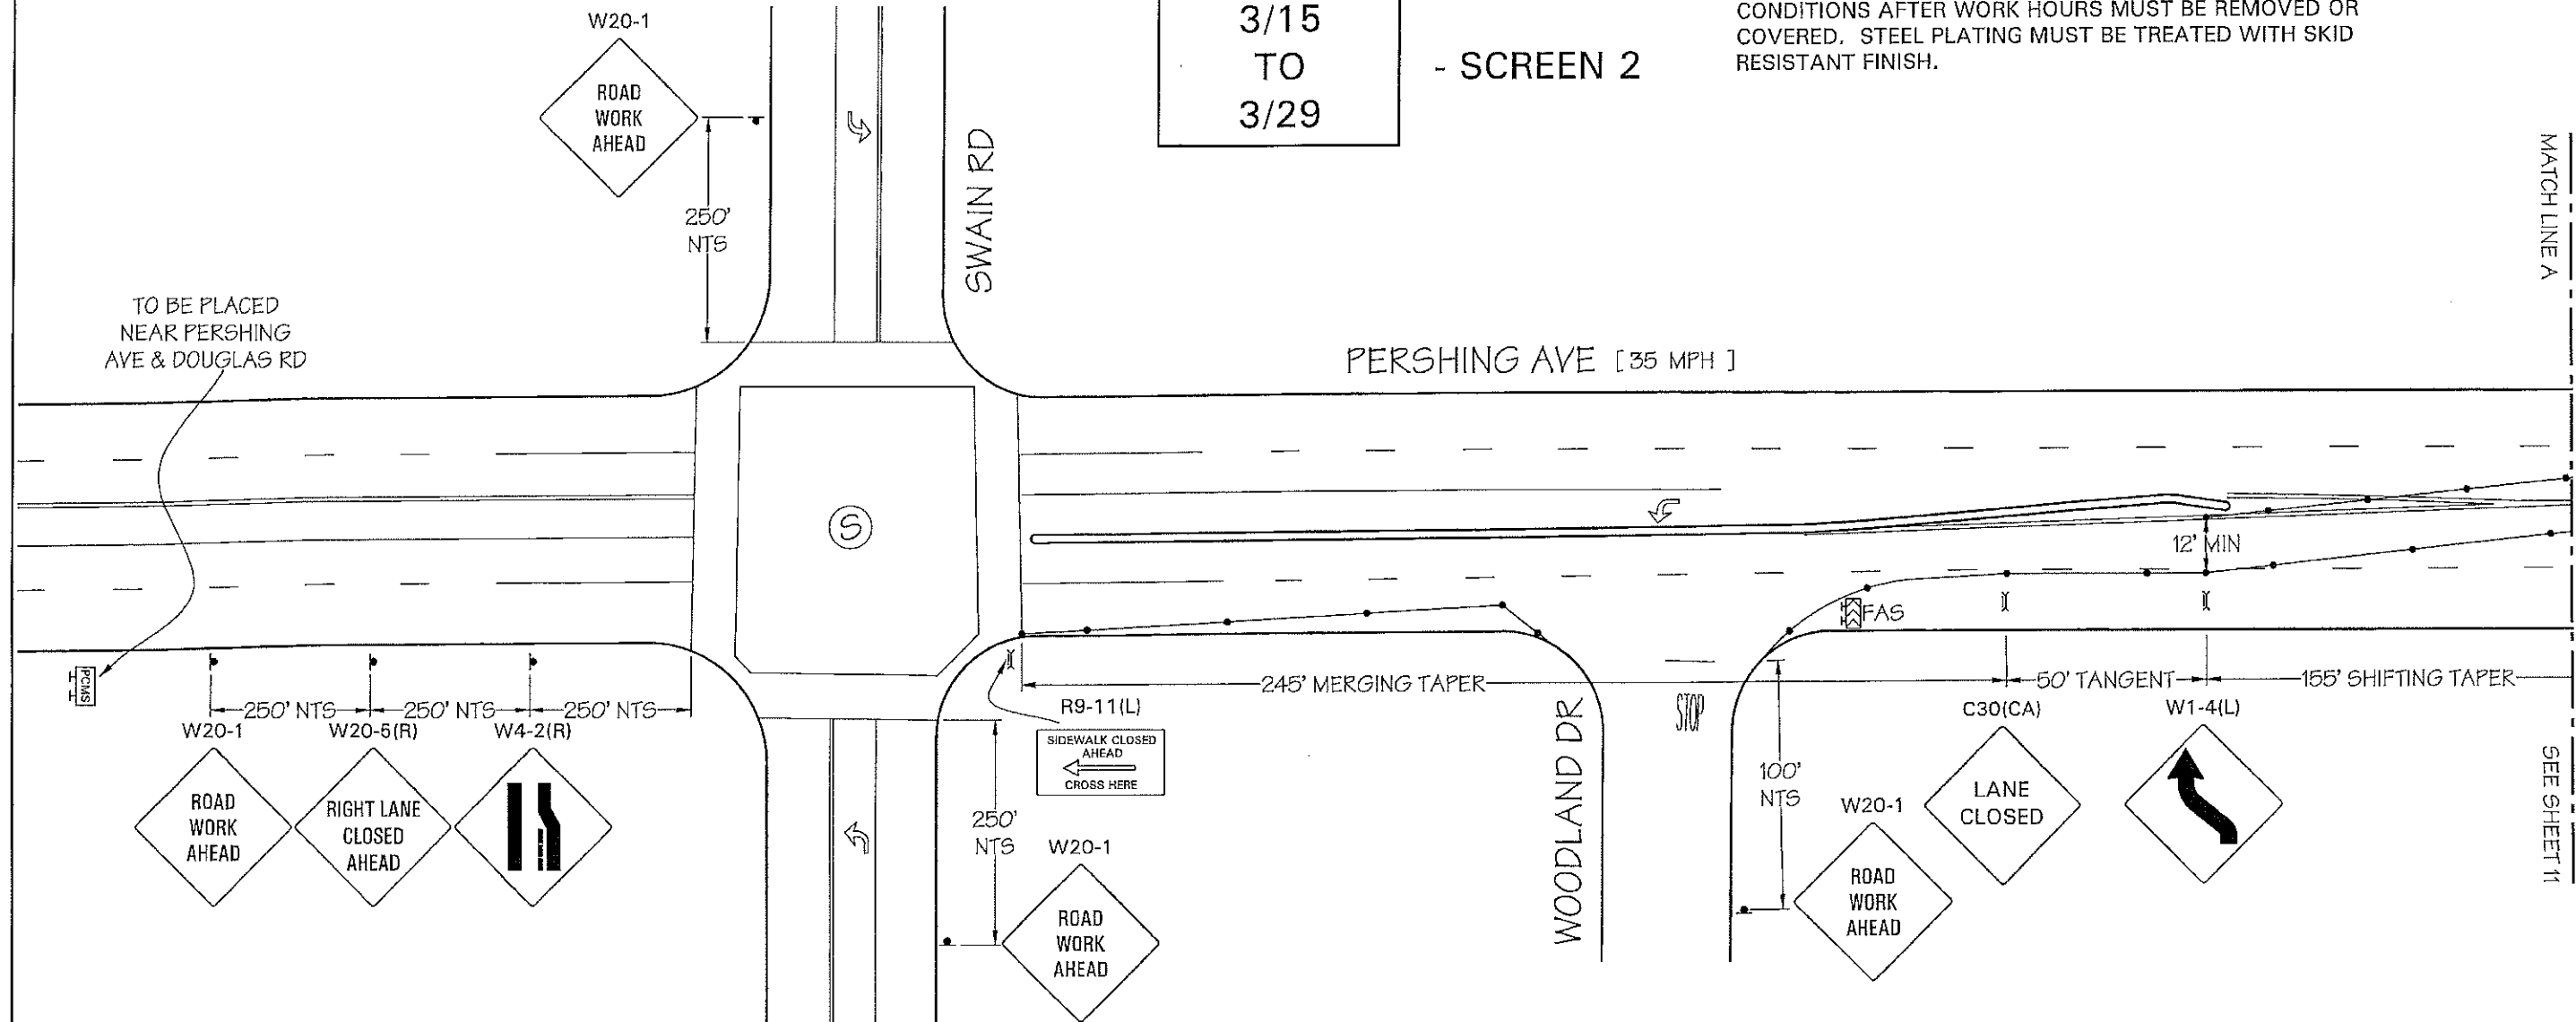 W20-1
ROAD
WORK
AHEAD
250'
NTS
SWAIN RD
3/15
TO
3/29
- SCREEN 2
CONDITIONS AFTER WORK HOURS MUST BE REMOVED OR
COVERED. STEEL PLATING MUST BE TREATED WITH SKID
RESISTANT FINISH.
MATCH LINE A
TO BE PLACED
NEAR PERSHING
AVE & DOUGLAS RD
PERSHING AVE [35 MPH]
S
12' MIN
FAS
PCMS
250' NTS
250' NTS
250' NTS
W20-1
ROAD
WORK
AHEAD
W20-5(R)
RIGHT LANE
CLOSED
AHEAD
W4-2(R)
245' MERGING TAPER
50' TANGENT
155' SHIFTING TAPER
R9-11(L)
SIDEWALK CLOSED
AHEAD
CROSS HERE
250'
NTS
W20-1
ROAD
WORK
AHEAD
WOODLAND DR
STOP
100'
NTS
W20-1
ROAD
WORK
AHEAD
C30(CA)
LANE
CLOSED
W1-4(L)
SEE SHEET 11